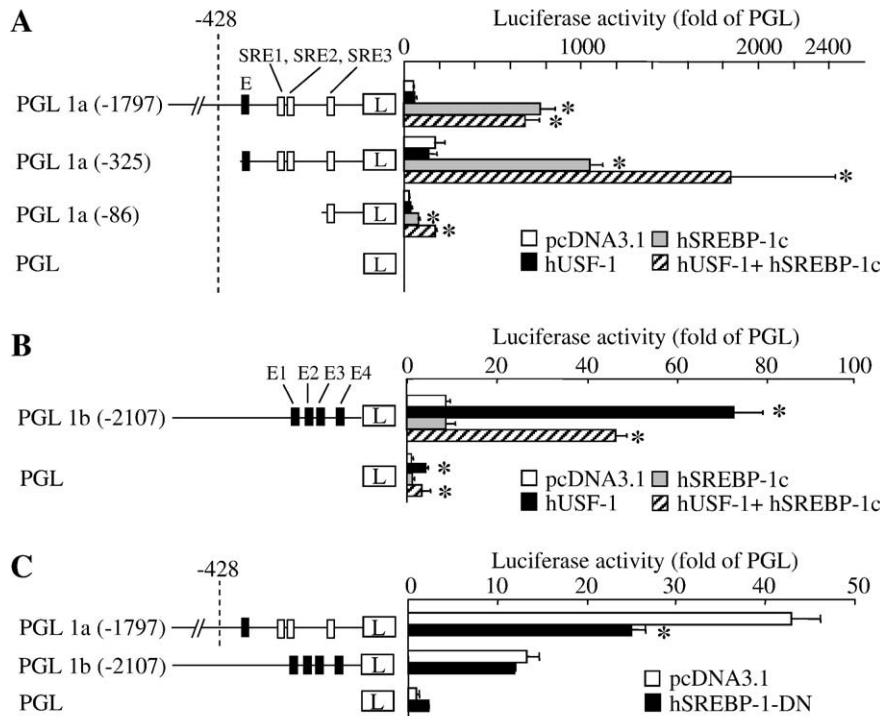 A
Luciferase activity (fold of PGL)
-428
0 1000 2000 2400
SRE1, SRE2, SRE3
E
PGL 1a (-1797) L * *
PGL 1a (-325) L * *
PGL 1a (-86) L * *
PGL L
pcDNA3.1 hSREBP-1c
hUSF-1 hUSF-1+ hSREBP-1c
B
Luciferase activity (fold of PGL)
0 20 40 60 80 100
E1 E2 E3 E4
PGL 1b (-2107) L * *
PGL L * *
pcDNA3.1 hSREBP-1c
hUSF-1 hUSF-1+ hSREBP-1c
C
Luciferase activity (fold of PGL)
-428
0 10 20 30 40 50
PGL 1a (-1797) L *
PGL 1b (-2107) L
PGL L
pcDNA3.1
hSREBP-1-DN